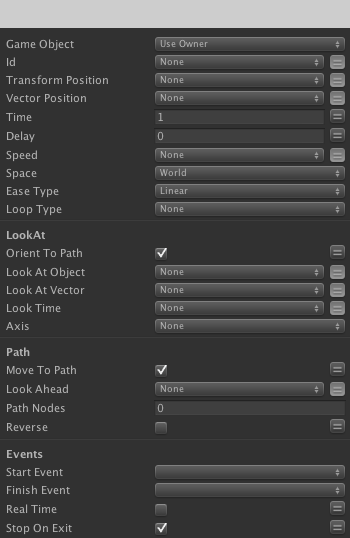 Game Object Use Owner
Id None
Transform Position None
Vector Position None
Time 1
Delay 0
Speed None
Space World
Ease Type Linear
Loop Type None
LookAt
Orient To Path
Look At Object None
Look At Vector None
Look Time None
Axis None
Path
Move To Path
Look Ahead None
Path Nodes 0
Reverse
Events
Start Event
Finish Event
Real Time
Stop On Exit